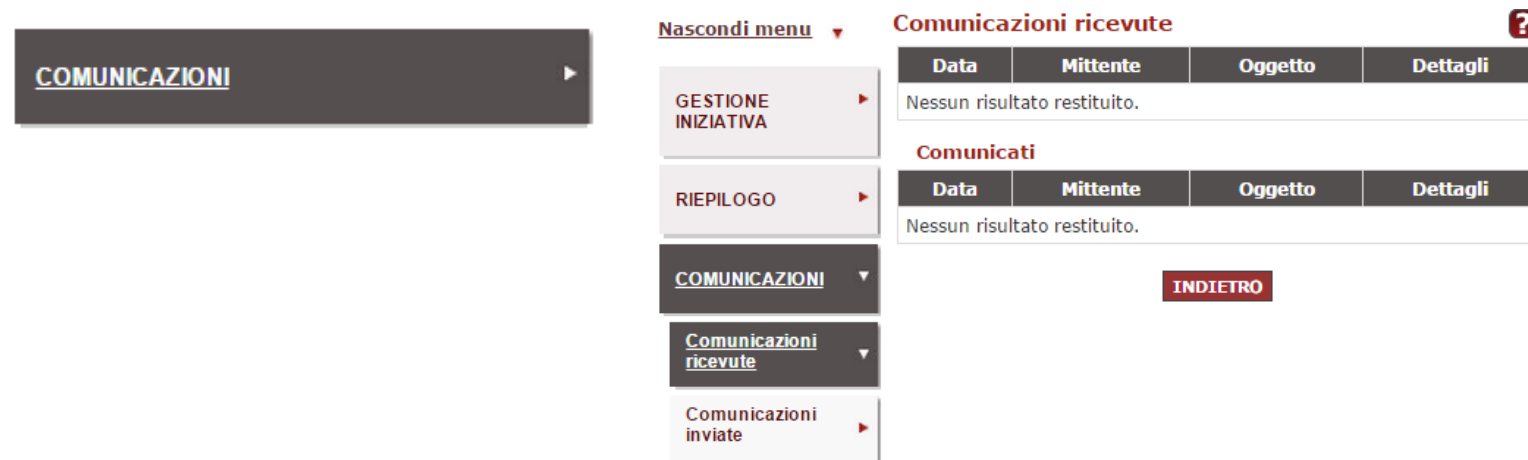 COMUNICAZIONI
Nascondi menu
GESTIONE
INIZIATIVA
RIEPILOGO
COMUNICAZIONI
Comunicazioni
ricevute
Comunicazioni
inviate
Comunicazioni ricevute
?
Data Mittente Oggetto Dettagli
Nessun risultato restituito.
Comunicati
Data Mittente Oggetto Dettagli
Nessun risultato restituito.
INDIETRO